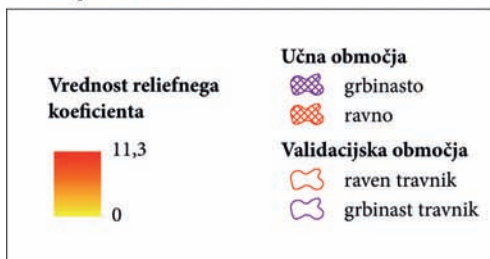 Vrednost reliefnega
koeficienta
11,3
0
Učna območja
grbinasto
ravno
Validacijska območja
raven travnik
grbinast travnik